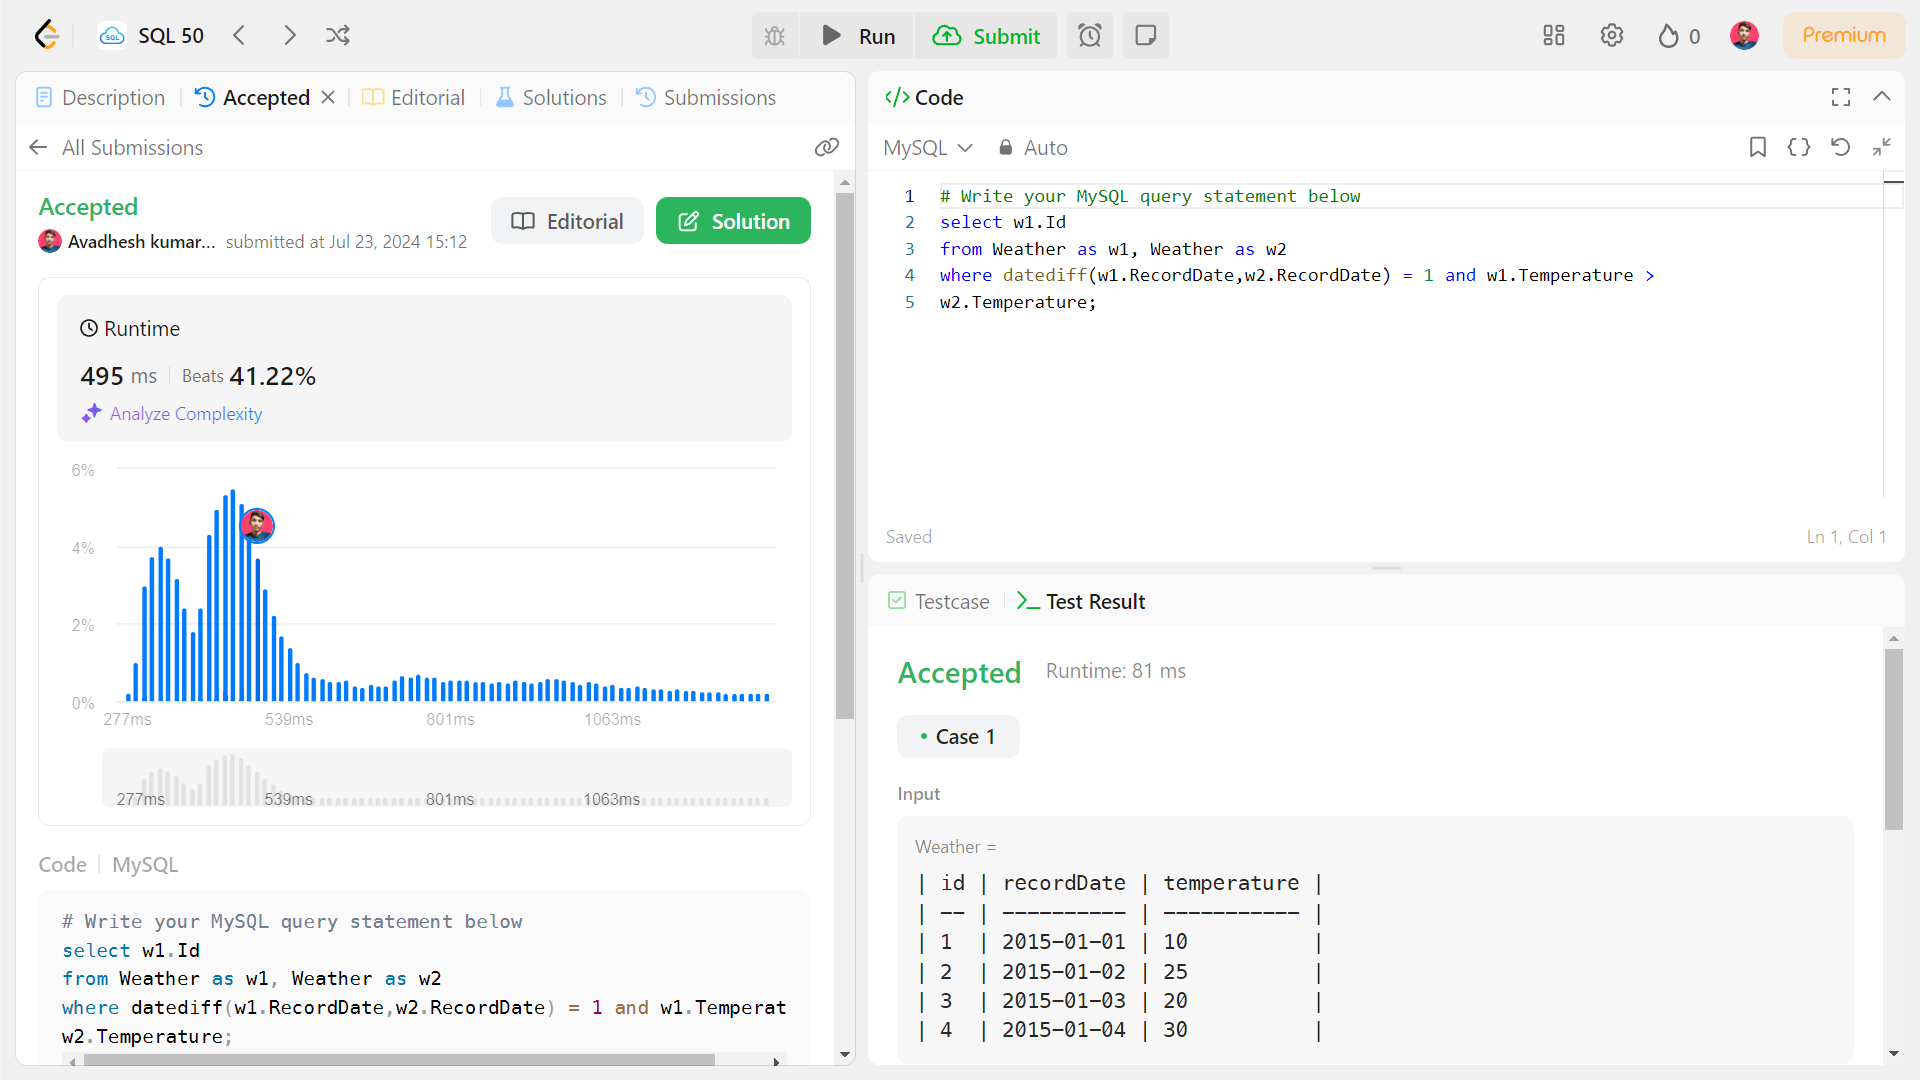 SQL 50
Run
Submit
0
Premium
Description
Accepted
Editorial
Solutions
Submissions
All Submissions
Accepted
Avadhesh kumar...
submitted at Jul 23, 2024 15:12
Editorial
Solution
Runtime
495 ms
Beats 41.22%
Analyze Complexity
6%
4%
2%
0%
277ms
539ms
801ms
1063ms
277ms
539ms
801ms
1063ms
Code
MySQL
# Write your MySQL query statement below
select w1.Id
from Weather as w1, Weather as w2
where datediff(w1.RecordDate,w2.RecordDate) = 1 and w1.Temperat
w2.Temperature;
Code
MySQL
Auto
1 # Write your MySQL query statement below
2 select w1.Id
3 from Weather as w1, Weather as w2
4 where datediff(w1.RecordDate,w2.RecordDate) = 1 and w1.Temperature >
5 w2.Temperature;
Saved
Ln 1, Col 1
Testcase
Test Result
Accepted
Runtime: 81 ms
Case 1
Input
Weather =
| id | recordDate | temperature |
| -- | ---------- | ----------- |
| 1 | 2015-01-01 | 10 |
| 2 | 2015-01-02 | 25 |
| 3 | 2015-01-03 | 20 |
| 4 | 2015-01-04 | 30 |